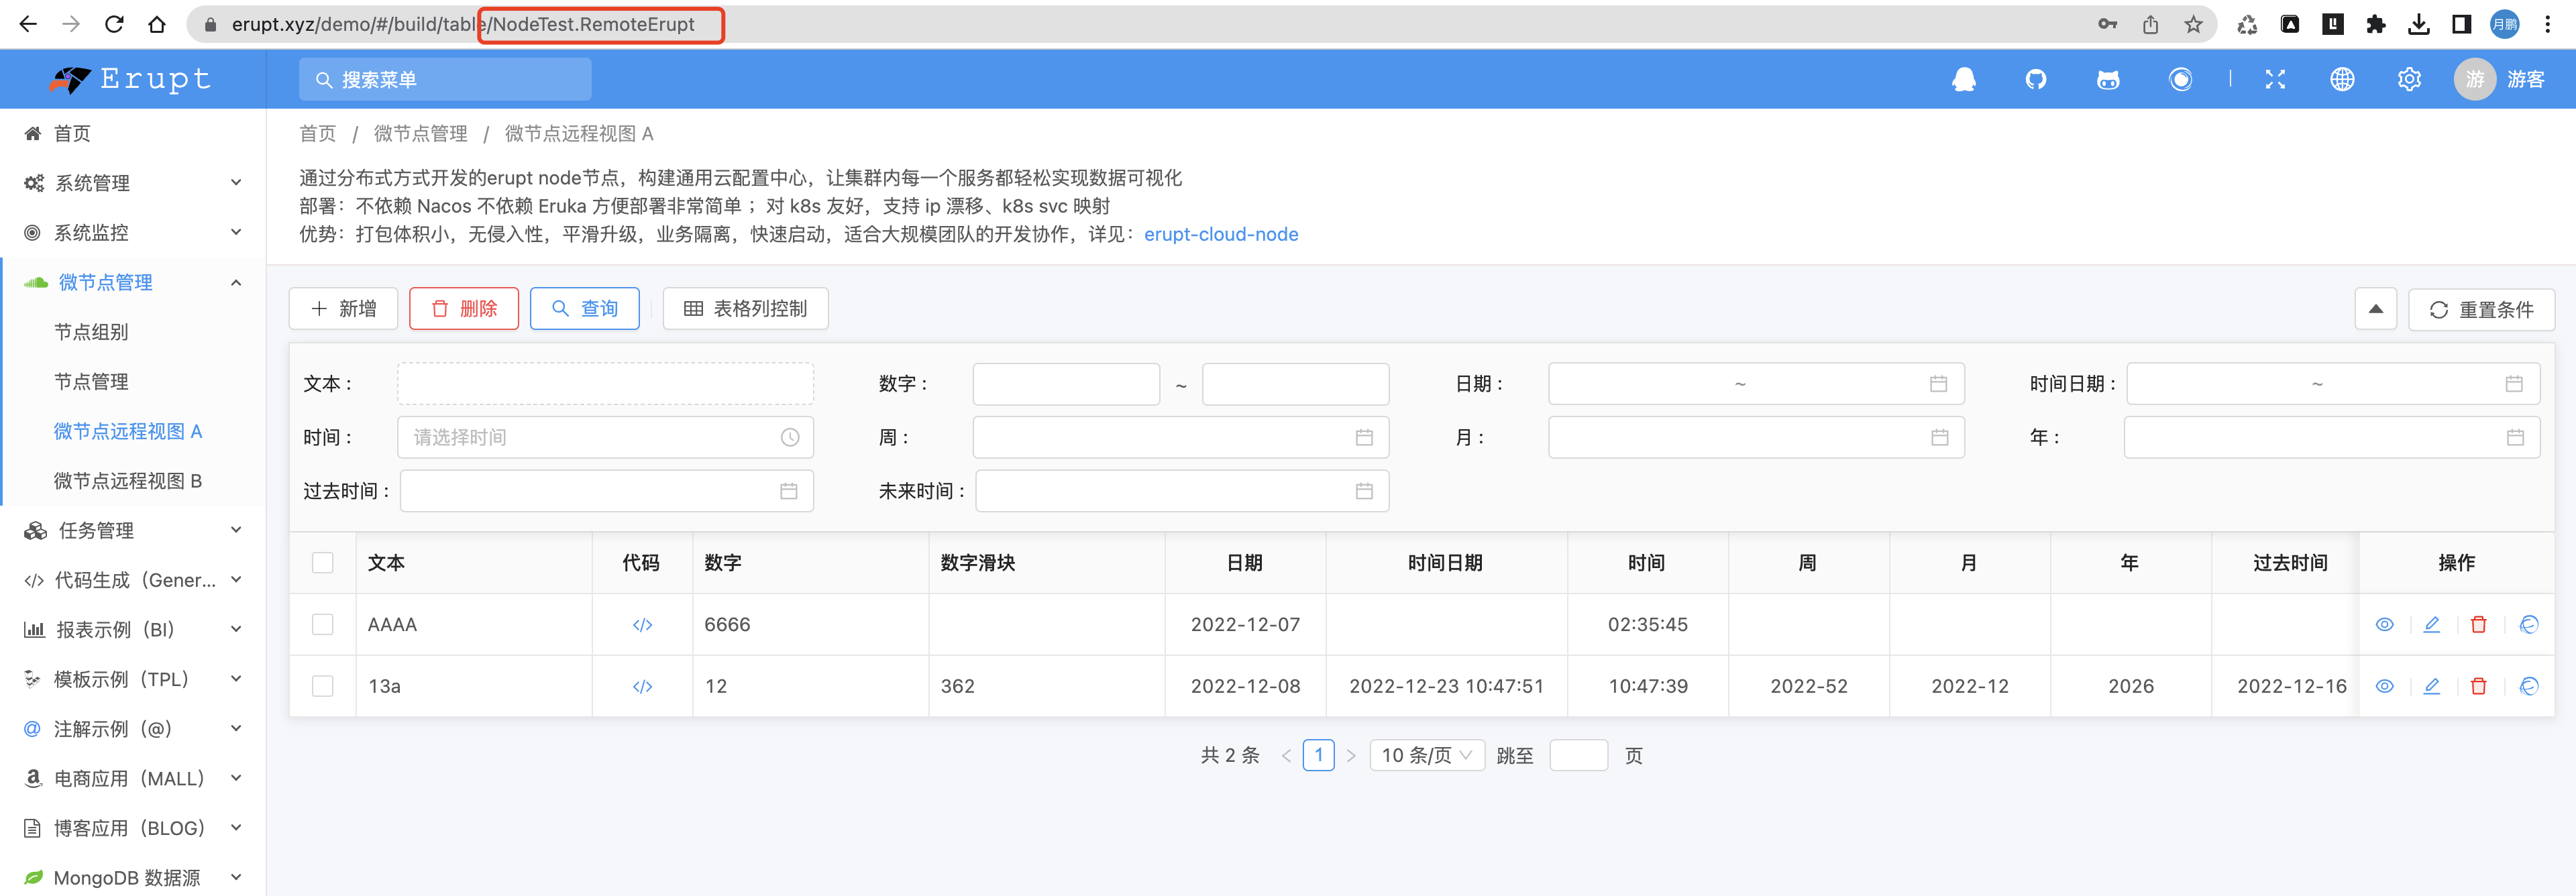 erupt.xyz/demo/#/build/table/NodeTest.RemoteErupt
月鹏
Erupt
搜索菜单
游
游客
首页
系统管理
系统监控
微节点管理
节点组别
节点管理
微节点远程视图 A
微节点远程视图 B
任务管理
代码生成（Gener...
报表示例（BI）
模板示例（TPL）
注解示例（@）
电商应用（MALL）
博客应用（BLOG）
MongoDB 数据源
首页 / 微节点管理 / 微节点远程视图 A
通过分布式方式开发的erupt node节点，构建通用云配置中心，让集群内每一个服务都轻松实现数据可视化
部署：不依赖 Nacos 不依赖 Eruka 方便部署非常简单 ；对 k8s 友好，支持 ip 漂移、k8s svc 映射
优势：打包体积小，无侵入性，平滑升级，业务隔离，快速启动，适合大规模团队的开发协作，详见：erupt-cloud-node
新增 删除 查询 表格列控制 重置条件
文本： 数字： ~ 日期： ~ 时间日期： ~
时间： 请选择时间 周： 月： 年：
过去时间： 未来时间：
文本 代码 数字 数字滑块 日期 时间日期 时间 周 月 年 过去时间 操作
AAAA </> 6666 2022-12-07 02:35:45
13a </> 12 362 2022-12-08 2022-12-23 10:47:51 10:47:39 2022-52 2022-12 2026 2022-12-16
共 2 条 < 1 > 10 条/页 跳至 页